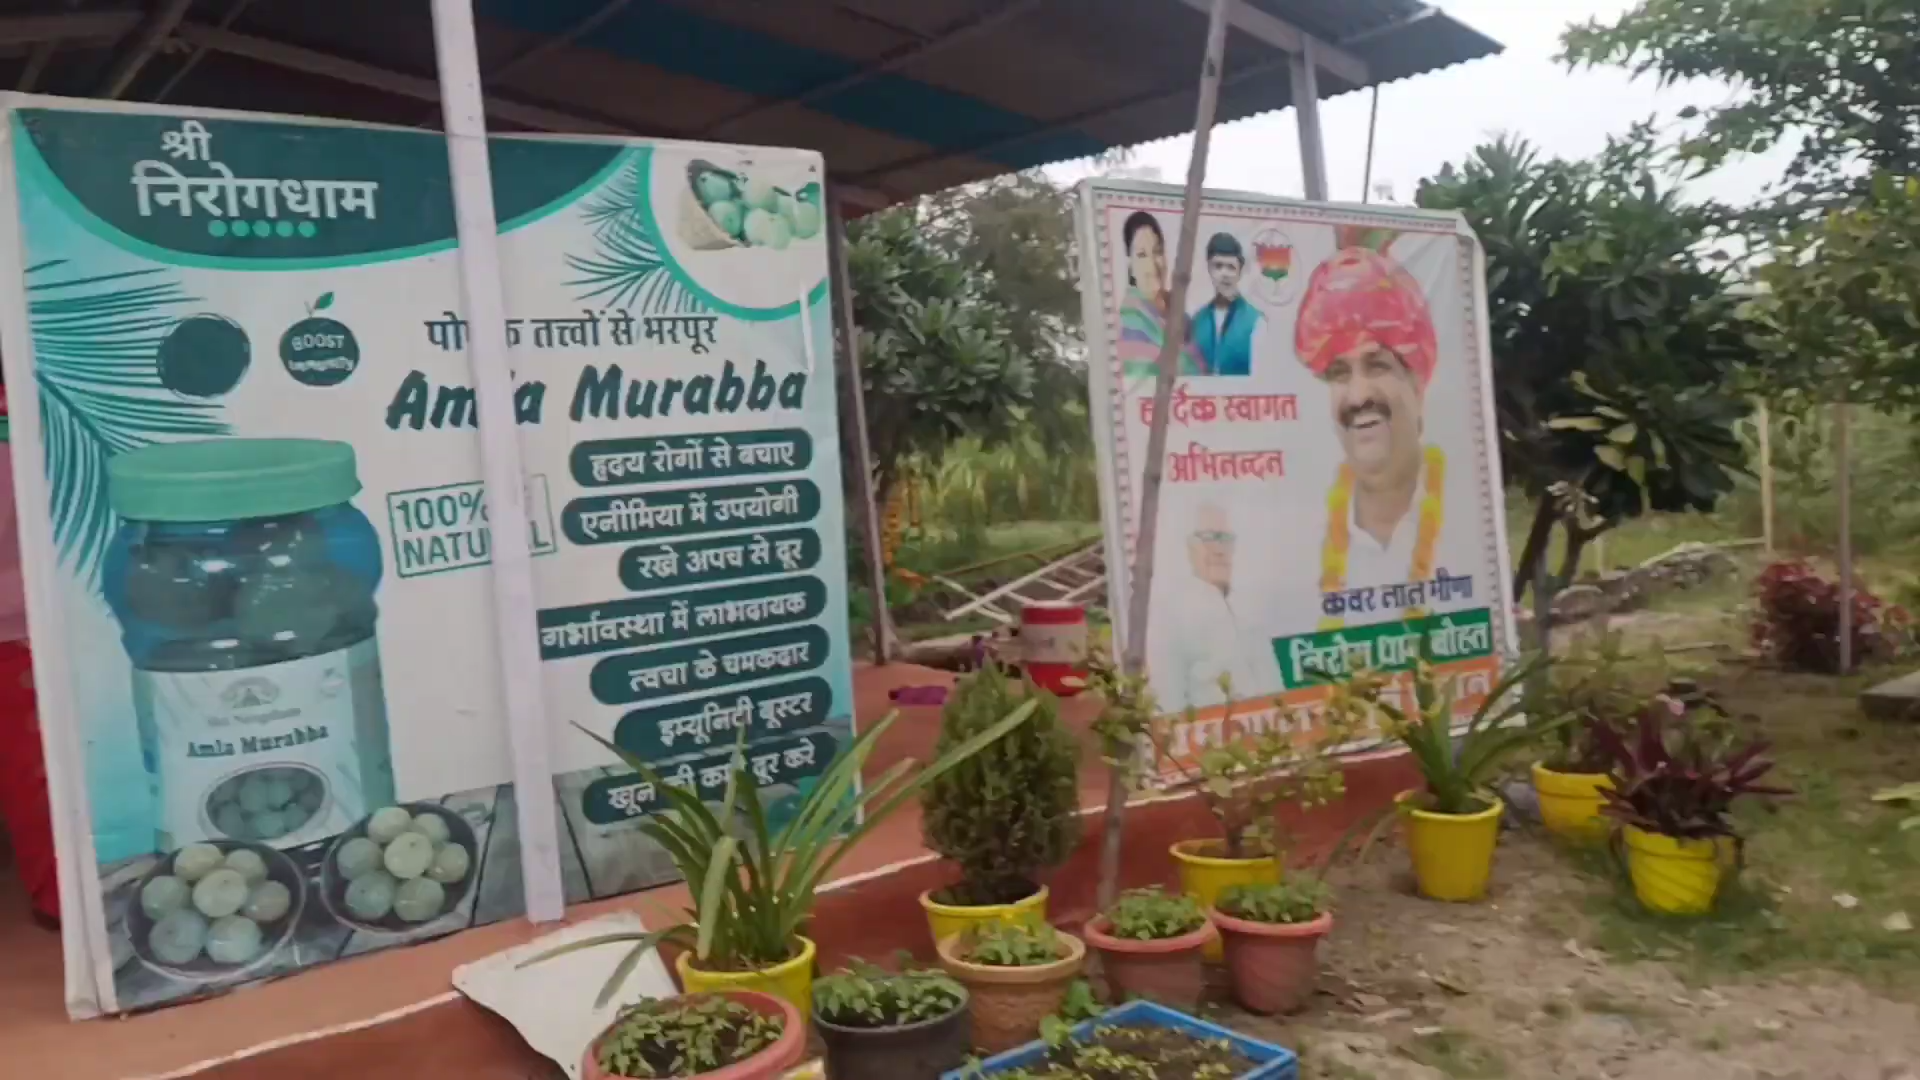 श्री
निरोगधाम
BOOST
Immunity
तत्त्वों से भरपूर
Amla Murabba
100%
NATURAL
हृदय रोगों से बचाए
एनीमिया में उपयोगी
रखे अपच से दूर
गर्भावस्था में लाभदायक
त्वचा के चमकदार
इम्यूनिटी बूस्टर
खून की कमी दूर करे
Amla Murabba
हार्दिक स्वागत
अभिनन्दन
कंवर लाल मीणा
निरोग धाम बोहत